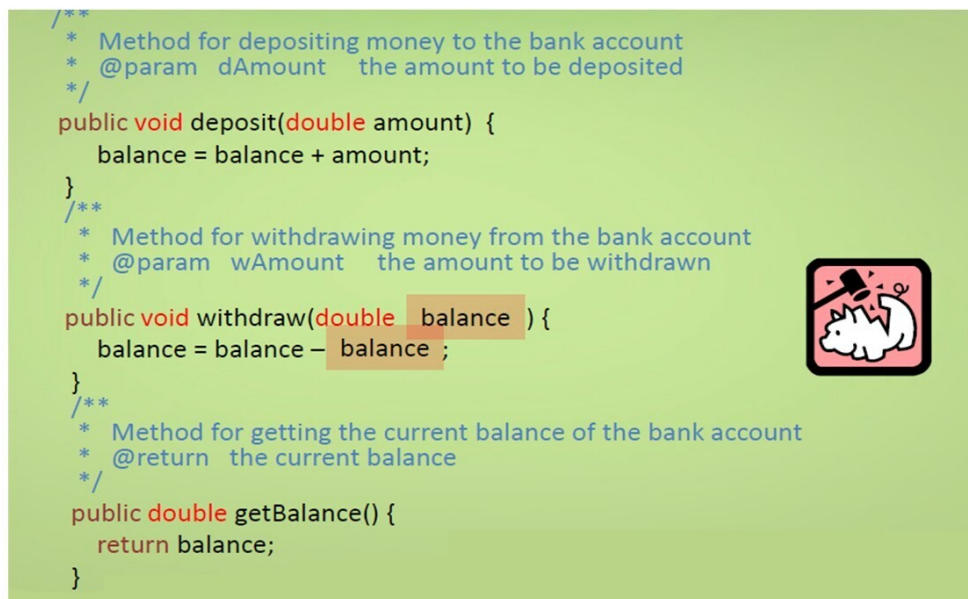 /**
* Method for depositing money to the bank account
* @param dAmount the amount to be deposited
*/
public void deposit(double amount) {
balance = balance + amount;
}
/**
* Method for withdrawing money from the bank account
* @param wAmount the amount to be withdrawn
*/
public void withdraw(double balance ) {
balance = balance – balance ;
}
/**
* Method for getting the current balance of the bank account
* @return the current balance
*/
public double getBalance() {
return balance;
}